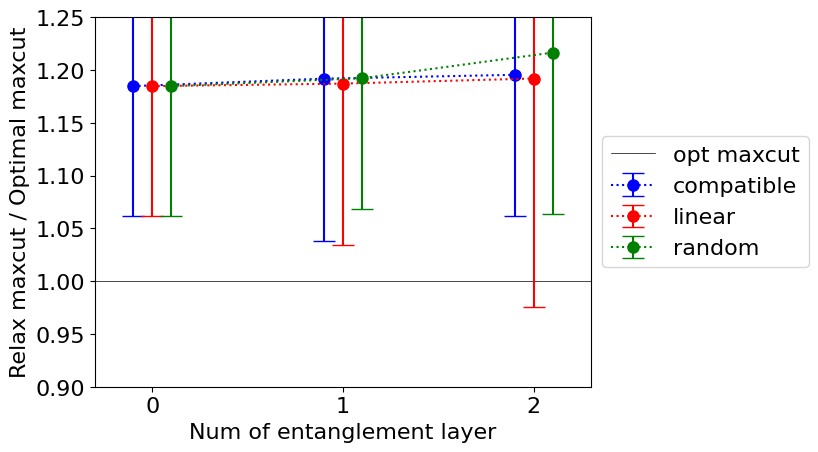 Relax maxcut / Optimal maxcut
1.25
1.20
1.15
1.10
1.05
1.00
0.95
0.90
0
1
2
Num of entanglement layer
opt maxcut
compatible
linear
random